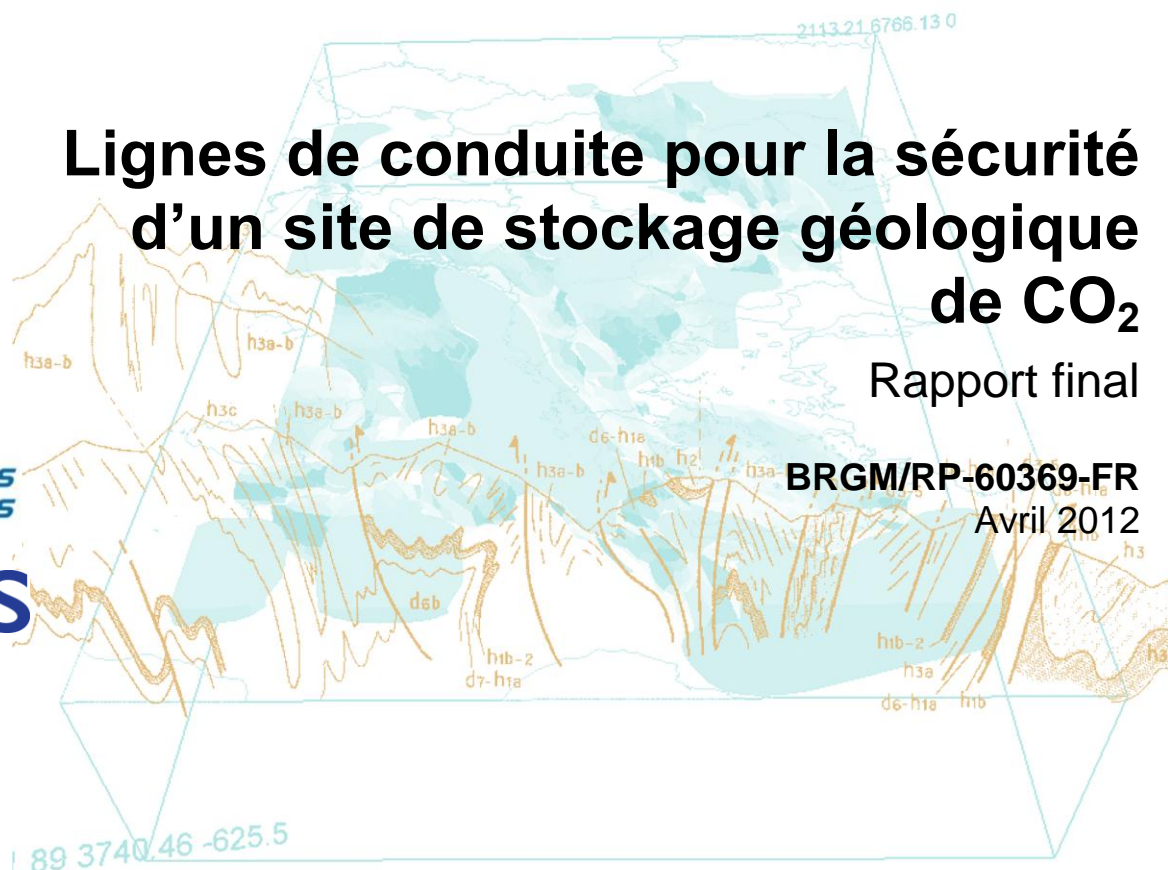 2113.21 6766.13 0
Lignes de conduite pour la sécurité
d'un site de stockage géologique
de CO₂
Rapport final
BRGM/RP-60369-FR
Avril 2012
h3a-b
h3a-b
h3c
h3a-b
h3a-b
h3a-b
d6-h1a
h1b
h2
h3
d6b
h1b-2
d7-h1a
h1b-2
h3a
d6-h1a
h1b
89 3740.46 -625.5